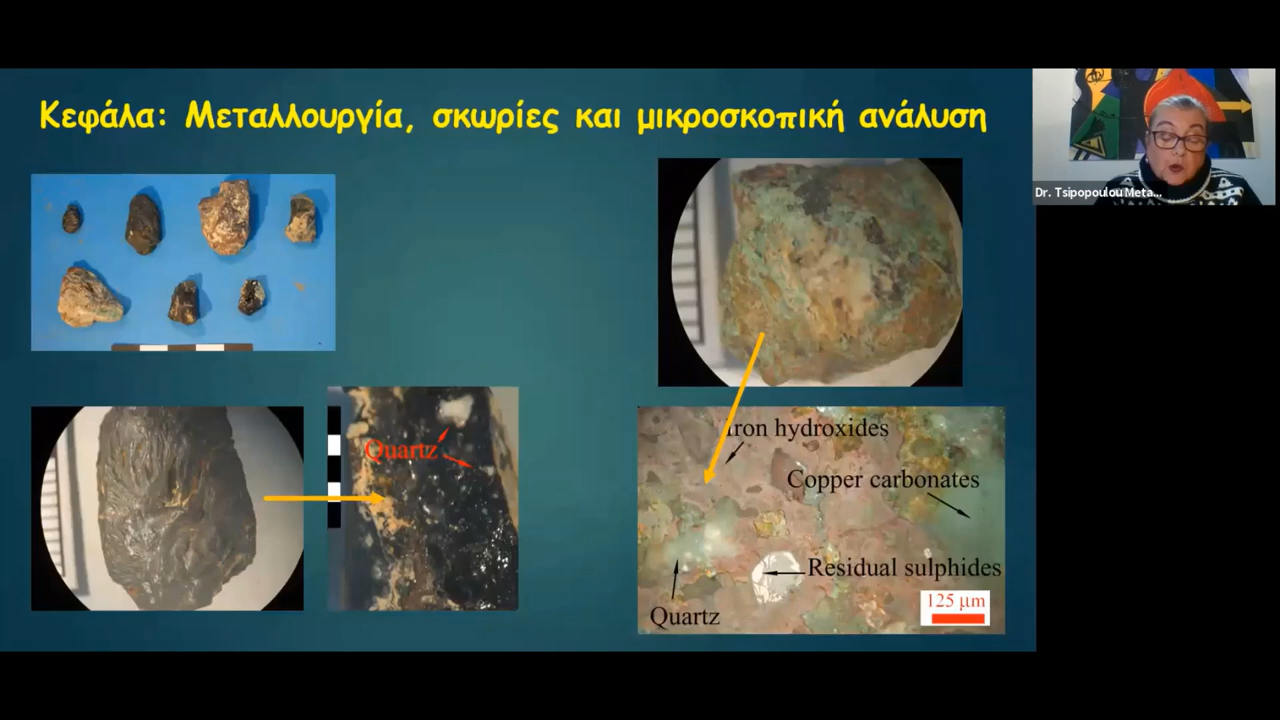 Κεφάλα: Μεταλλουργία, σκωρίες και μικροσκοπική ανάλυση
Dr. Tsipopoulou Meta...
Quartz
Iron hydroxides
Copper carbonates
Residual sulphides
125 μm
Quartz